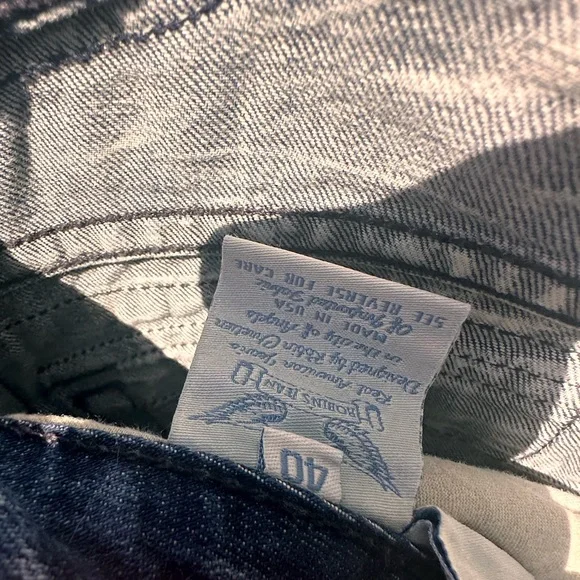 40
ROBIN'S JEAN
Real American Jean's
Designed by Robin Chretien
in the city of Angels
MADE IN USA
Of Imported Fabric
SEE REVERSE FOR CARE